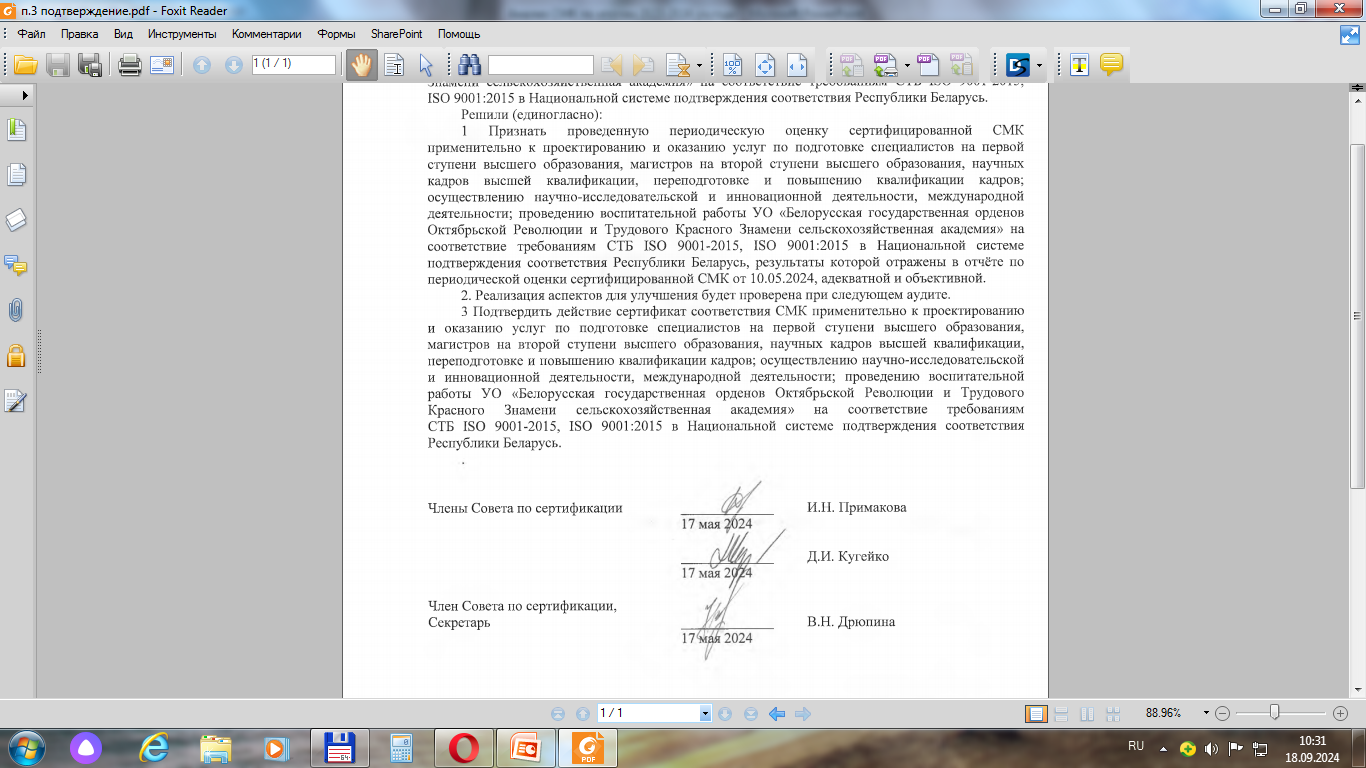 п.3 подтверждение.pdf - Foxit Reader
Файл Правка Вид Инструменты Комментарии Формы SharePoint Помощь
1 (1 / 1)
Знамени сельскохозяйственная академия» на соответствие требованиям СТБ ISO 9001-2015,
ISO 9001:2015 в Национальной системе подтверждения соответствия Республики Беларусь.
Решили (единогласно):
1 Признать проведенную периодическую оценку сертифицированной СМК
применительно к проектированию и оказанию услуг по подготовке специалистов на первой
ступени высшего образования, магистров на второй ступени высшего образования, научных
кадров высшей квалификации, переподготовке и повышению квалификации кадров;
осуществлению научно-исследовательской и инновационной деятельности, международной
деятельности; проведению воспитательной работы УО «Белорусская государственная орденов
Октябрьской Революции и Трудового Красного Знамени сельскохозяйственная академия» на
соответствие требованиям СТБ ISO 9001-2015, ISO 9001:2015 в Национальной системе
подтверждения соответствия Республики Беларусь, результаты которой отражены в отчёте по
периодической оценки сертифицированной СМК от 10.05.2024, адекватной и объективной.
2. Реализация аспектов для улучшения будет проверена при следующем аудите.
3 Подтвердить действие сертификат соответствия СМК применительно к проектированию
и оказанию услуг по подготовке специалистов на первой ступени высшего образования,
магистров на второй ступени высшего образования, научных кадров высшей квалификации,
переподготовке и повышению квалификации кадров; осуществлению научно-исследовательской
и инновационной деятельности, международной деятельности; проведению воспитательной
работы УО «Белорусская государственная орденов Октябрьской Революции и Трудового
Красного Знамени сельскохозяйственная академия» на соответствие требованиям
СТБ ISO 9001-2015, ISO 9001:2015 в Национальной системе подтверждения соответствия
Республики Беларусь.
Члены Совета по сертификации И.Н. Примакова
17 мая 2024
Д.И. Кугейко
17 мая 2024
Член Совета по сертификации,
Секретарь В.Н. Дрюпина
17 мая 2024
1 / 1 88.96%
RU 10:31
18.09.2024